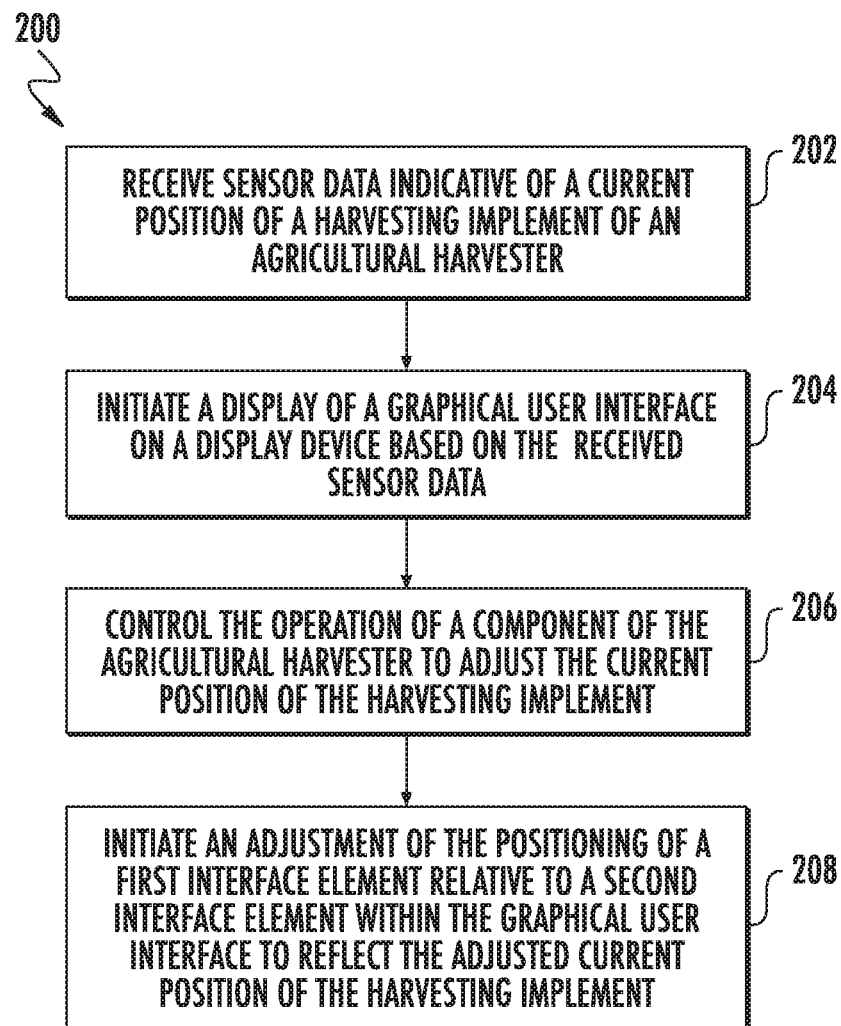 200
RECEIVE SENSOR DATA INDICATIVE OF A CURRENT
POSITION OF A HARVESTING IMPLEMENT OF AN
AGRICULTURAL HARVESTER
202
INITIATE A DISPLAY OF A GRAPHICAL USER INTERFACE
ON A DISPLAY DEVICE BASED ON THE RECEIVED
SENSOR DATA
204
CONTROL THE OPERATION OF A COMPONENT OF THE
AGRICULTURAL HARVESTER TO ADJUST THE CURRENT
POSITION OF THE HARVESTING IMPLEMENT
206
INITIATE AN ADJUSTMENT OF THE POSITIONING OF A
FIRST INTERFACE ELEMENT RELATIVE TO A SECOND
INTERFACE ELEMENT WITHIN THE GRAPHICAL USER
INTERFACE TO REFLECT THE ADJUSTED CURRENT
POSITION OF THE HARVESTING IMPLEMENT
208